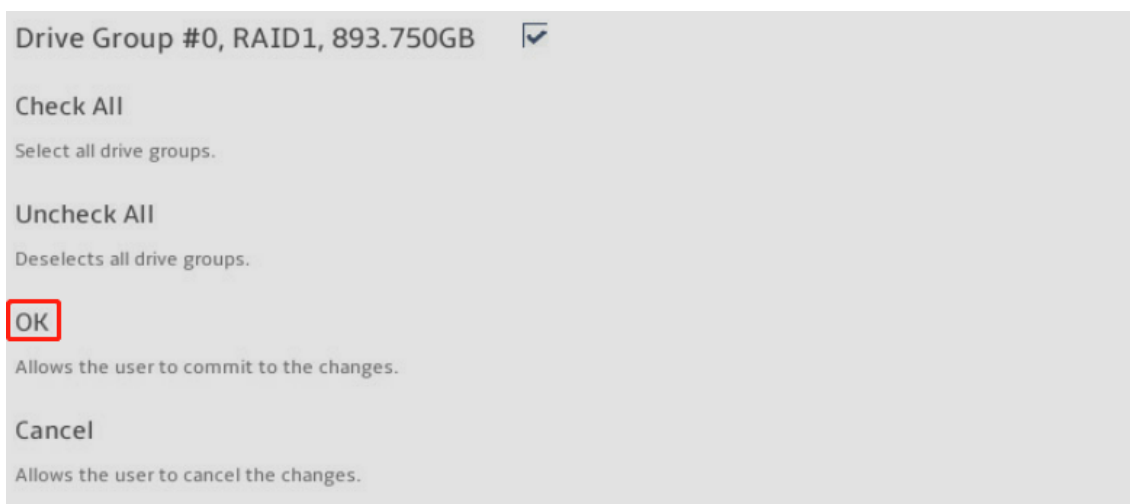 Drive Group #0, RAID1, 893.750GB
Check All
Select all drive groups.
Uncheck All
Deselects all drive groups.
OK
Allows the user to commit to the changes.
Cancel
Allows the user to cancel the changes.